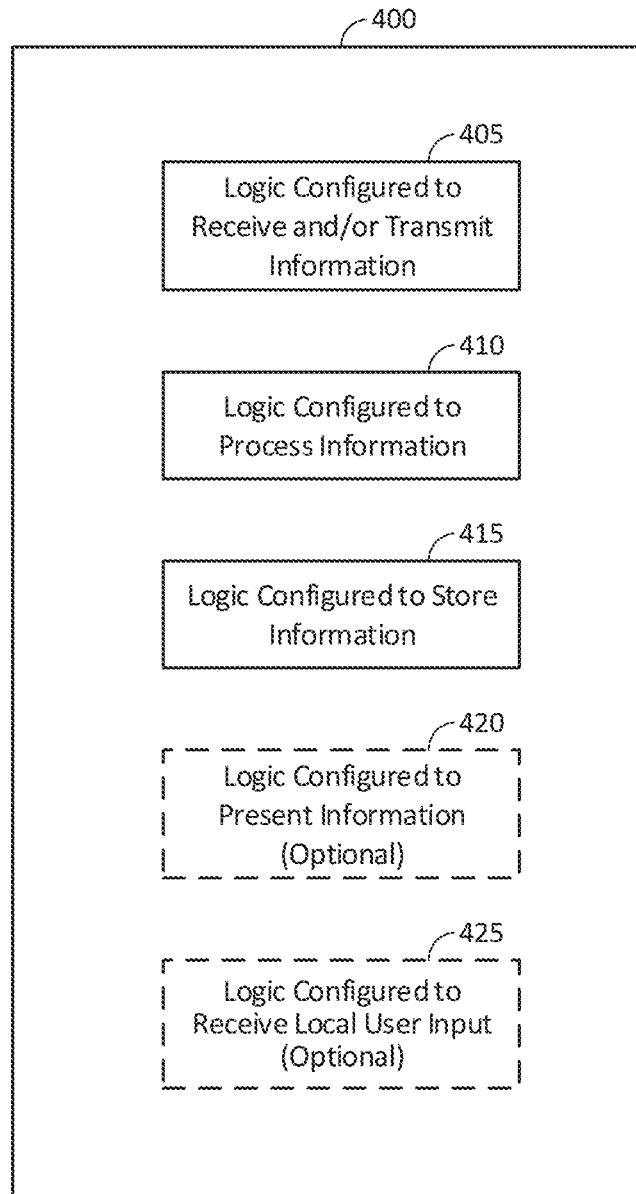 400
405
Logic Configured to
Receive and/or Transmit
Information
410
Logic Configured to
Process Information
415
Logic Configured to Store
Information
420
Logic Configured to
Present Information
(Optional)
425
Logic Configured to
Receive Local User Input
(Optional)